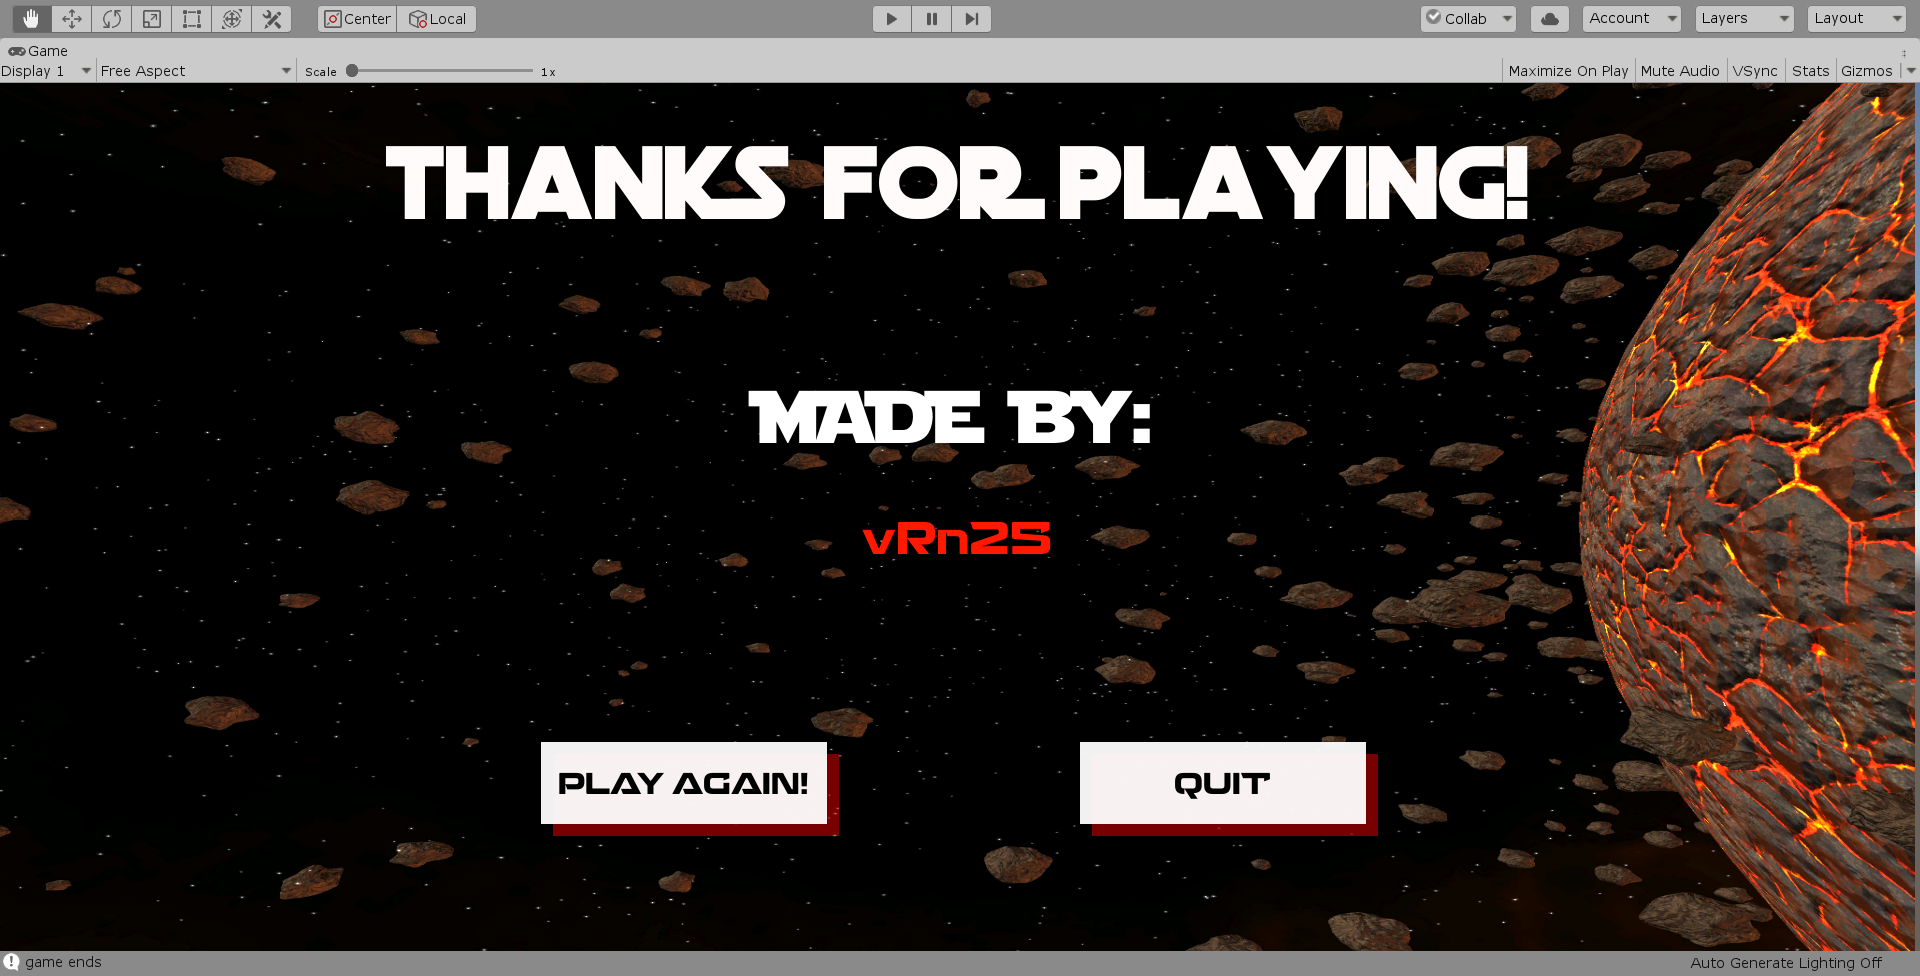 Center Local Collab Account Layers Layout
Game
Display 1 Free Aspect Scale 1x Maximize On Play Mute Audio VSync Stats Gizmos
THANKS FOR PLAYING!
MADE BY:
vRn25
PLAY AGAIN! QUIT
game ends Auto Generate Lighting Off